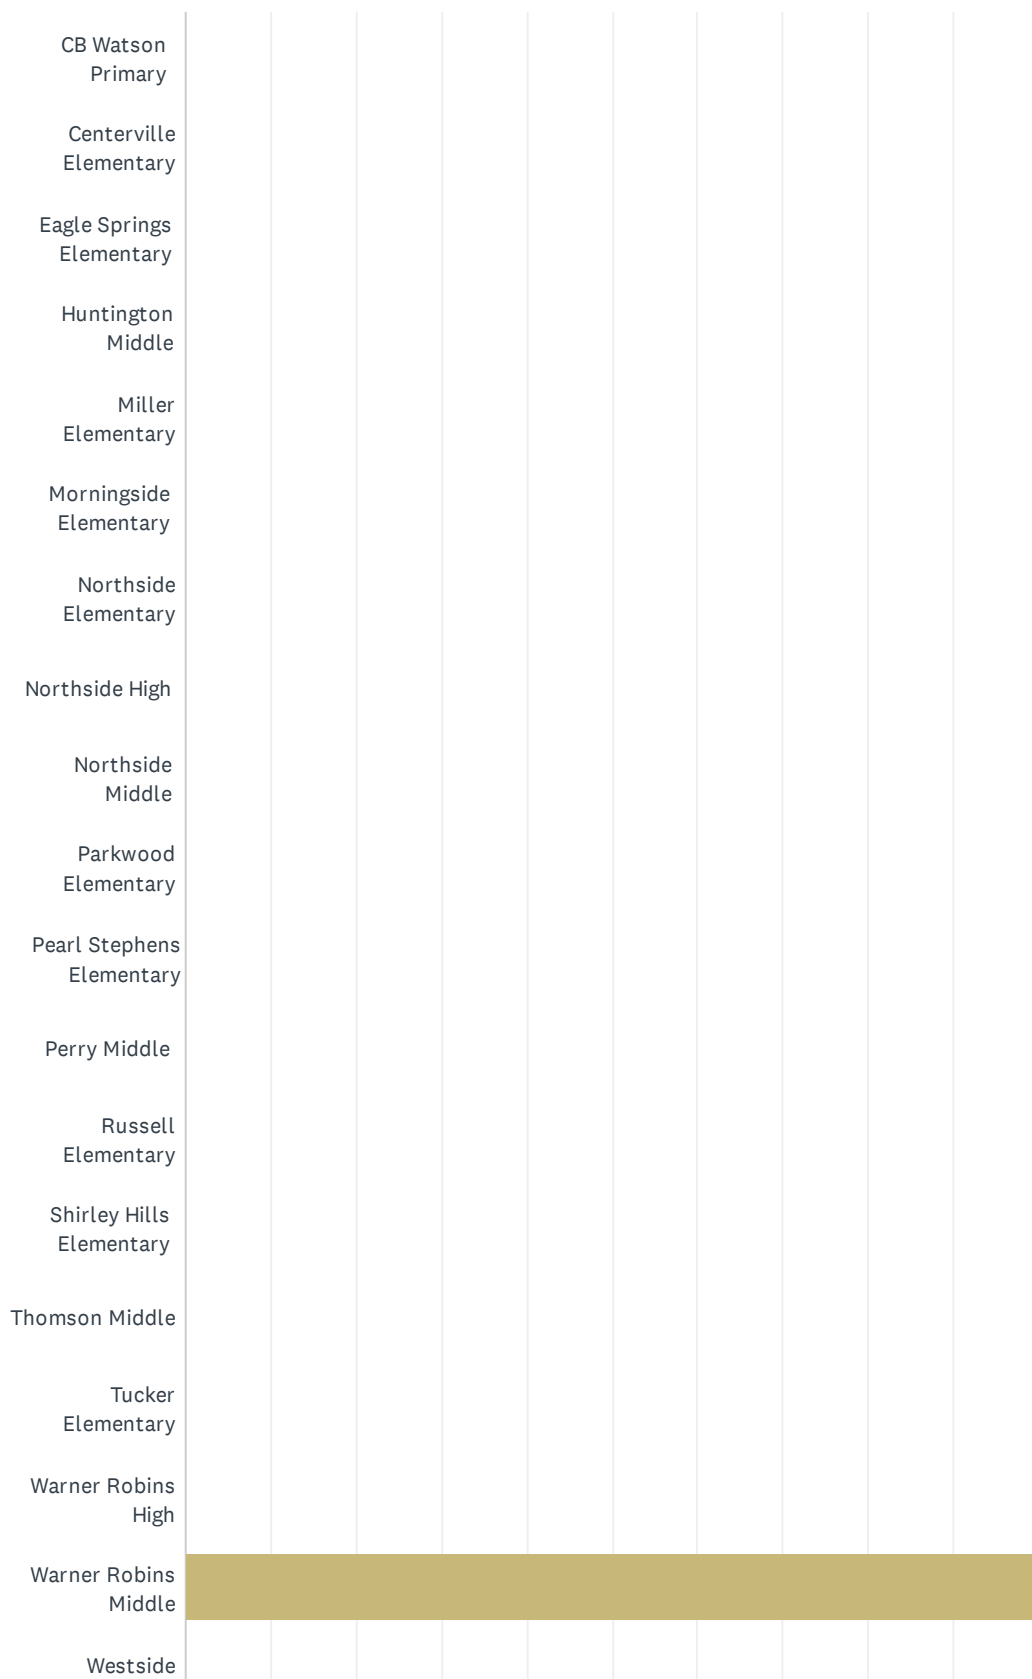 CB Watson
Primary
Centerville
Elementary
Eagle Springs
Elementary
Huntington
Middle
Miller
Elementary
Morningside
Elementary
Northside
Elementary
Northside High
Northside
Middle
Parkwood
Elementary
Pearl Stephens
Elementary
Perry Middle
Russell
Elementary
Shirley Hills
Elementary
Thomson Middle
Tucker
Elementary
Warner Robins
High
Warner Robins
Middle
Westside